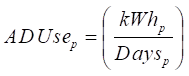 ADUse_p = (kWh_p / Days_p)